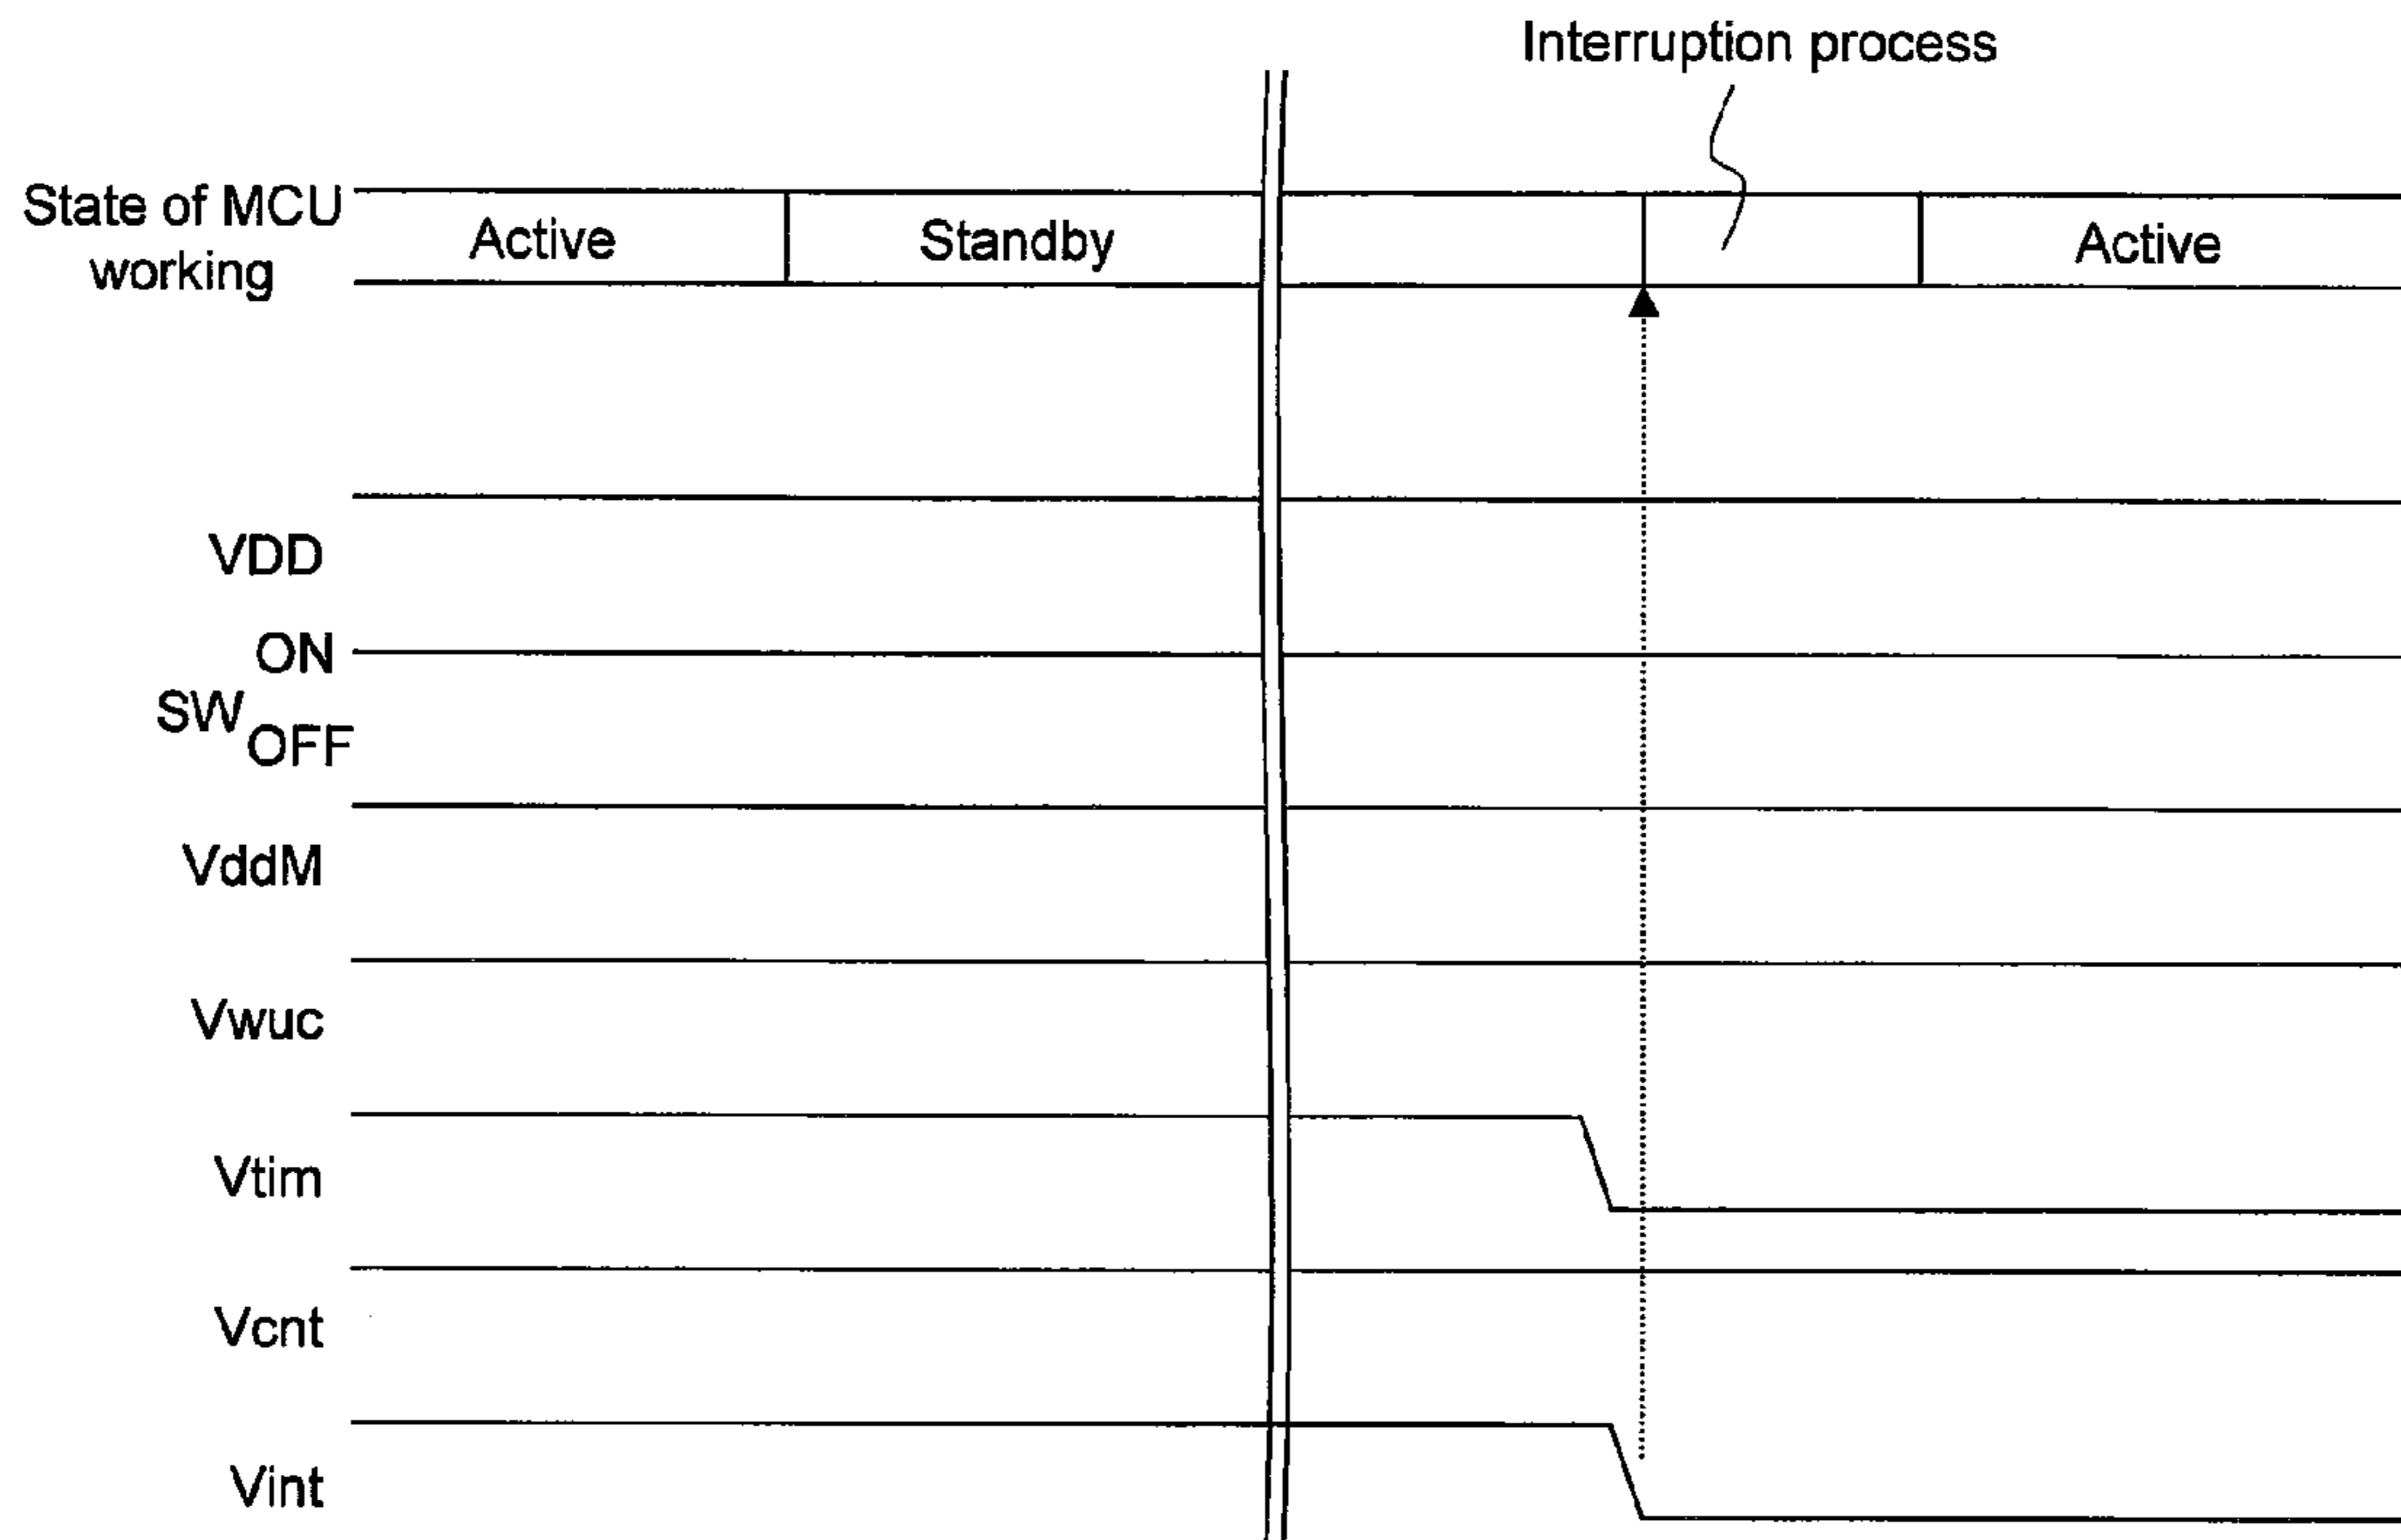 Interruption process
State of MCU
working
Active
Standby
Active
VDD
ON
SW
OFF
VddM
Vwuc
Vtim
Vcnt
Vint